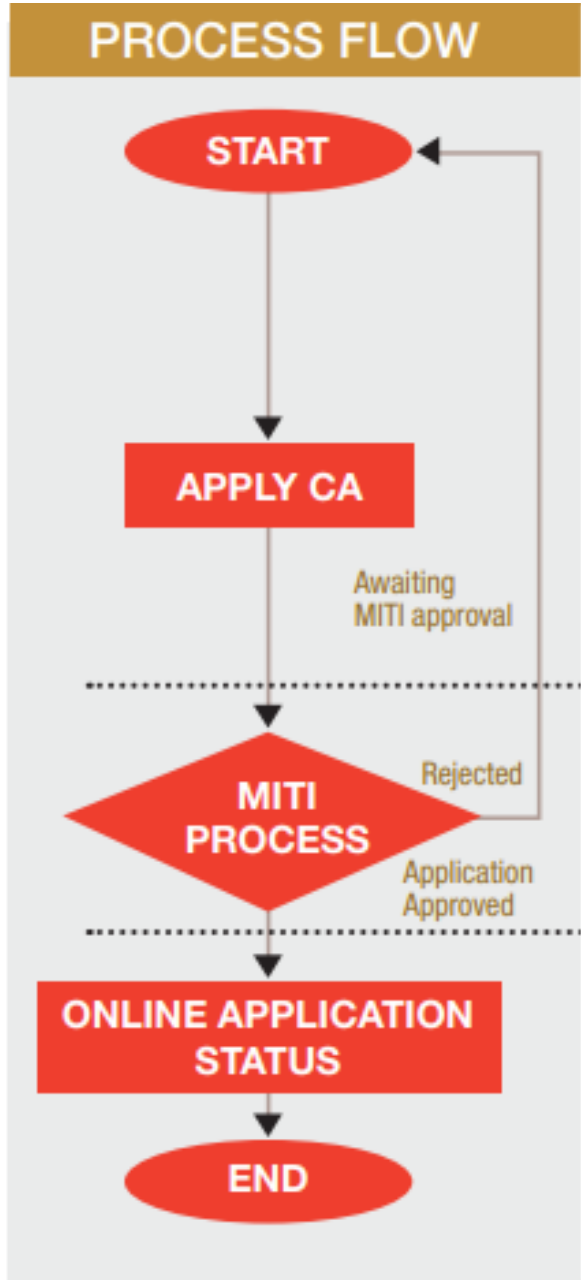 PROCESS FLOW
START
APPLY CA
Awaiting
MITI approval
MITI
PROCESS
Rejected
Application
Approved
ONLINE APPLICATION
STATUS
END